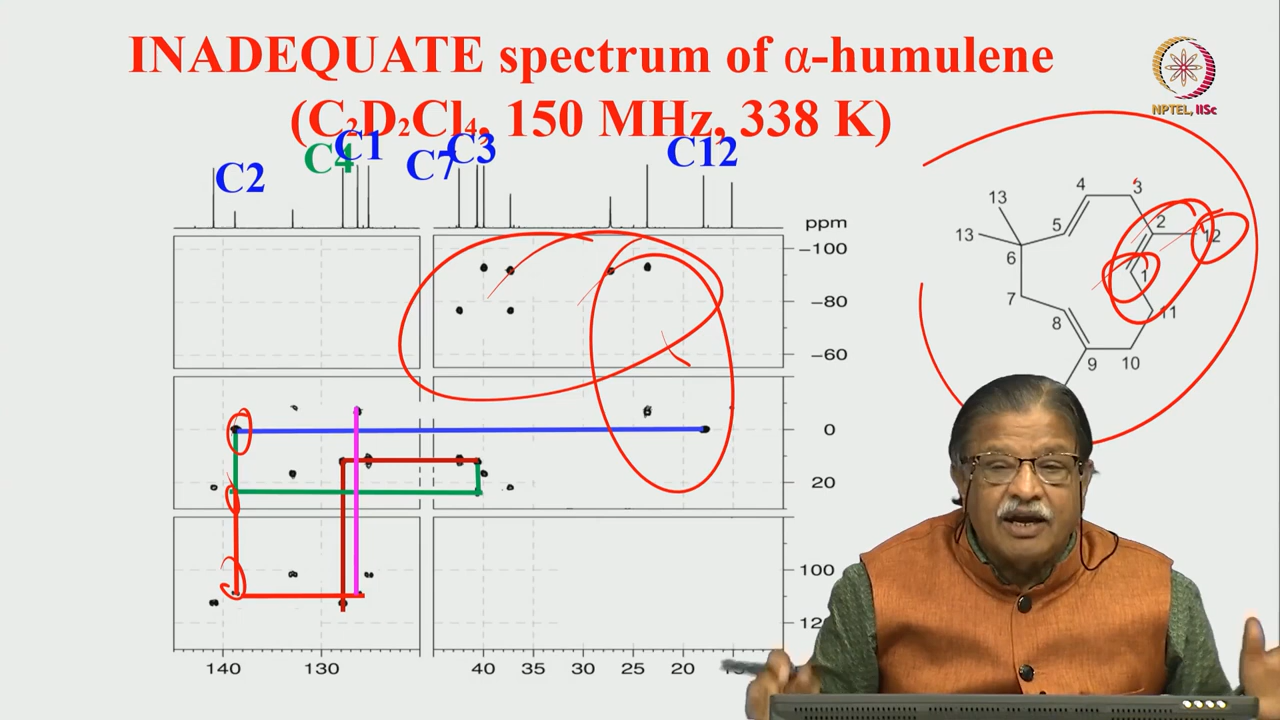 INADEQUATE spectrum of α-humulene
(C₂D₂Cl₄, 150 MHz, 338 K)
NPTEL, IISc
C2 C4 C1 C7 C3 C12
ppm
−100
−80
−60
0
20
100
140 130 40 35 30 25 20
13 4 3
13 5 2 12
6 1
7 8 11
9 10